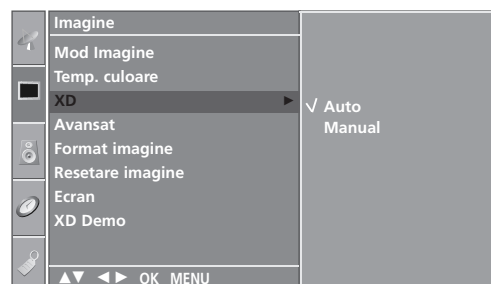 Imagine
Mod Imagine
Temp. culoare
XD ►
Avansat
Format imagine
Resetare imagine
Ecran
XD Demo
√ Auto
Manual
▲▼ ◄► OK MENU